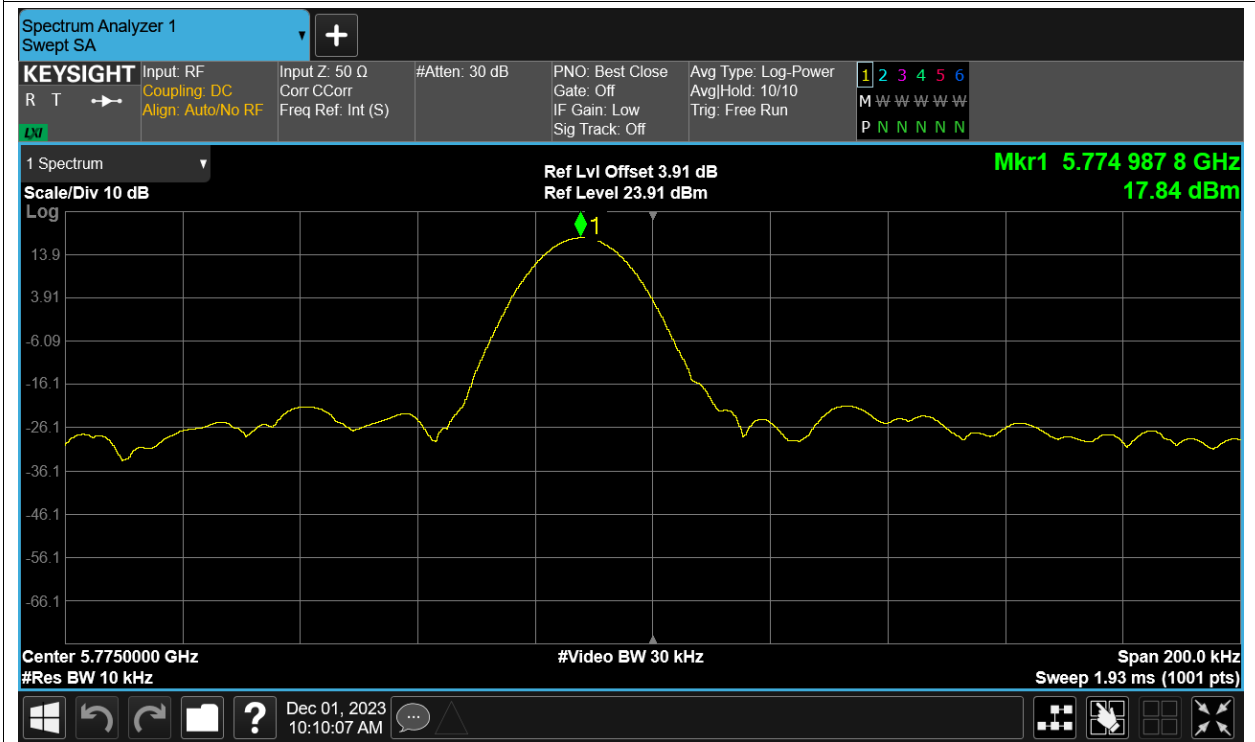 Spectrum Analyzer 1
Swept SA
+
KEYSIGHT
R T
LXI
Input: RF
Coupling: DC
Align: Auto/No RF
Input Z: 50 Ω
Corr CCorr
Freq Ref: Int (S)
#Atten: 30 dB
PNO: Best Close
Gate: Off
IF Gain: Low
Sig Track: Off
Avg Type: Log-Power
Avg|Hold: 10/10
Trig: Free Run
1 2 3 4 5 6
M W W W W W
P N N N N N
1 Spectrum
Scale/Div 10 dB
Log
Ref Lvl Offset 3.91 dB
Ref Level 23.91 dBm
Mkr1 5.774 987 8 GHz
17.84 dBm
1
13.9
3.91
-6.09
-16.1
-26.1
-36.1
-46.1
-56.1
-66.1
Center 5.7750000 GHz
#Res BW 10 kHz
#Video BW 30 kHz
Span 200.0 kHz
Sweep 1.93 ms (1001 pts)
?
Dec 01, 2023
10:10:07 AM